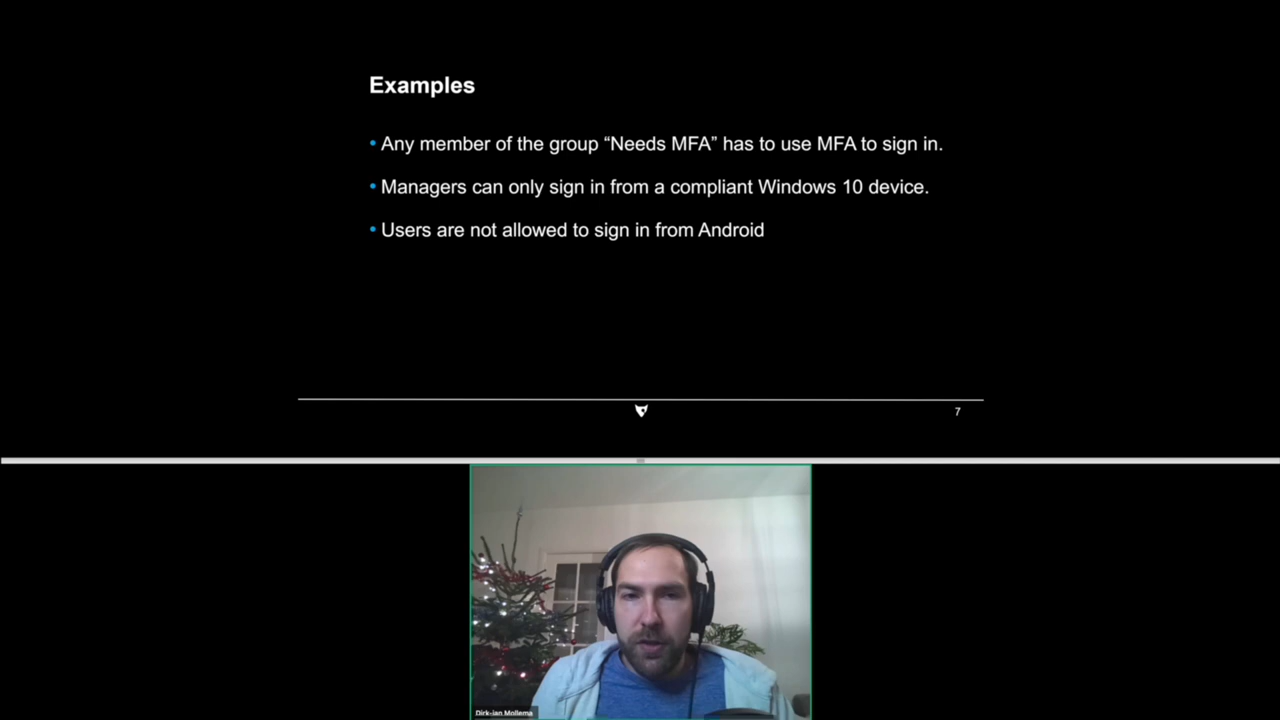 Examples
• Any member of the group “Needs MFA” has to use MFA to sign in.
• Managers can only sign in from a compliant Windows 10 device.
• Users are not allowed to sign in from Android
7
Dirk-jan Mollema